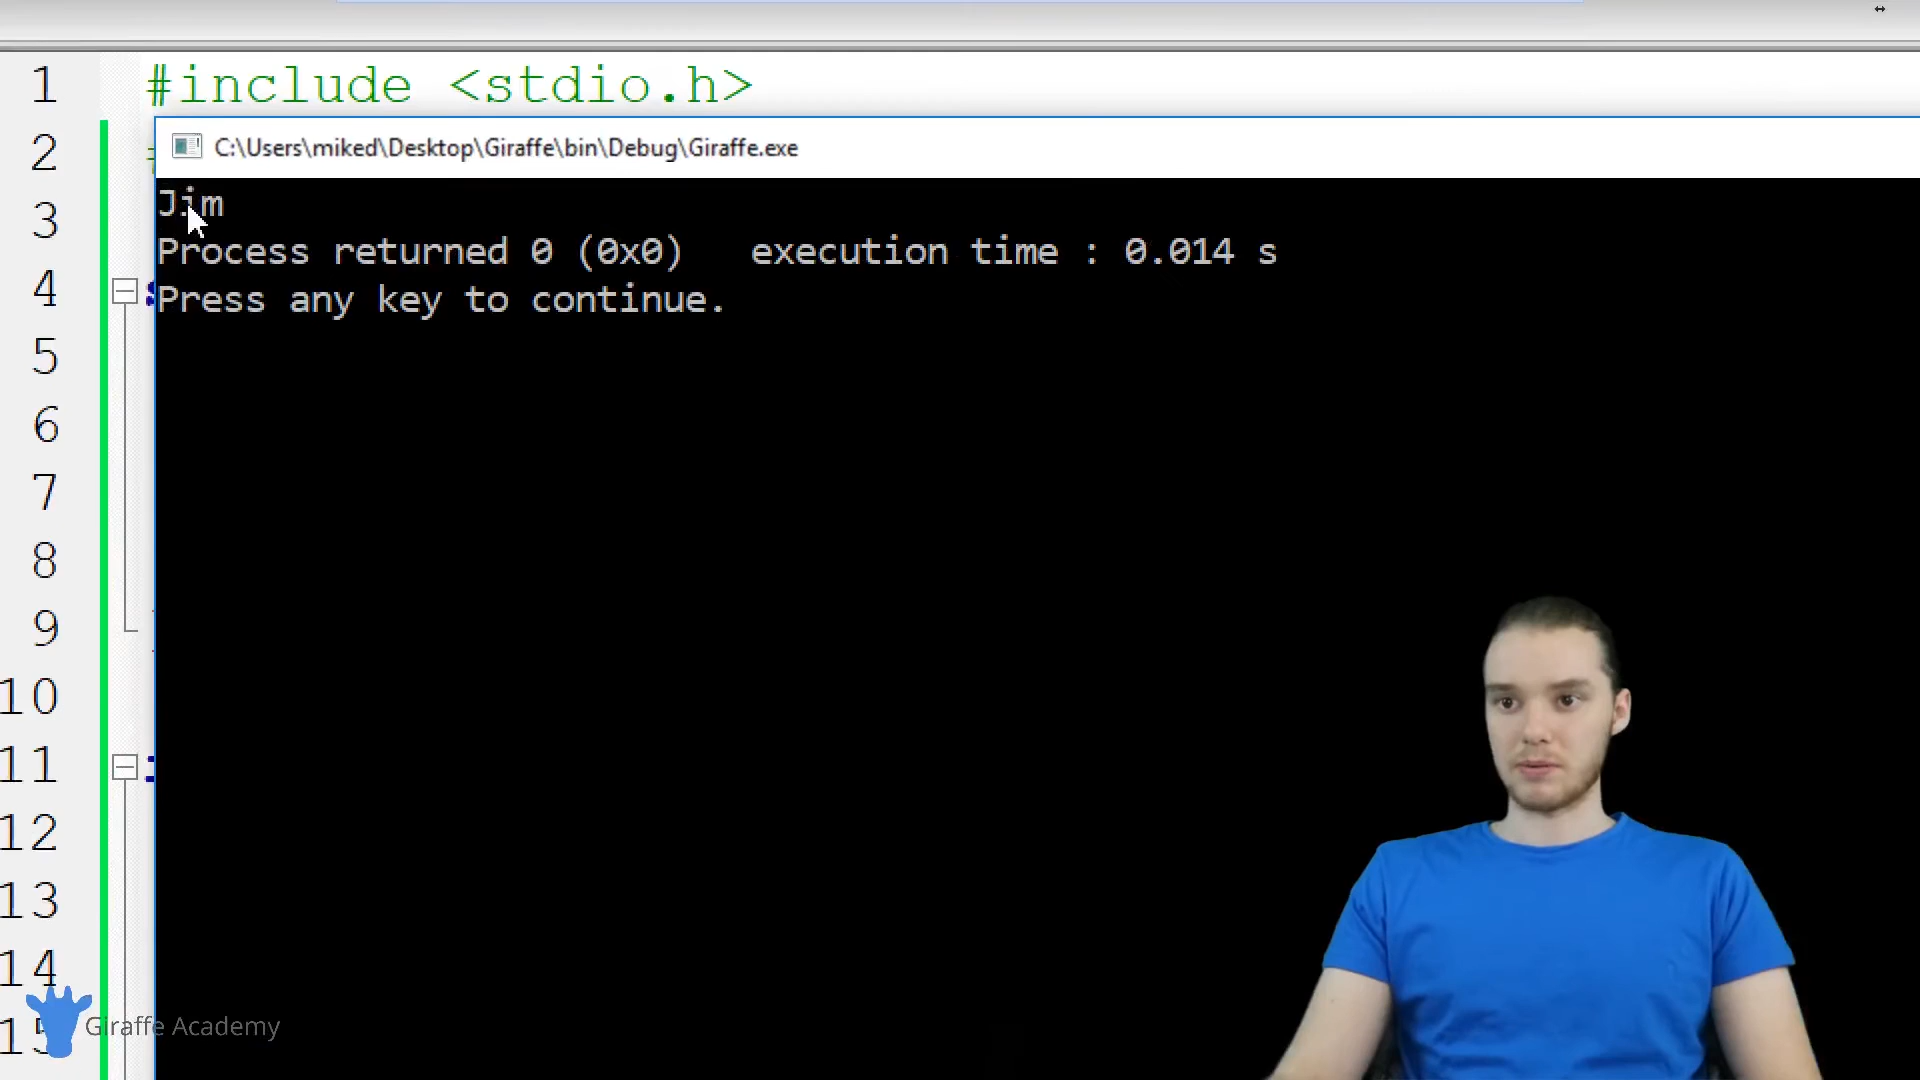 1 #include <stdio.h>
C:\Users\miked\Desktop\Giraffe\bin\Debug\Giraffe.exe
2
Jim
3
Process returned 0 (0x0)   execution time : 0.014 s
4
Press any key to continue.
5
6
7
8
9
10
11
12
13
14
15
Giraffe Academy